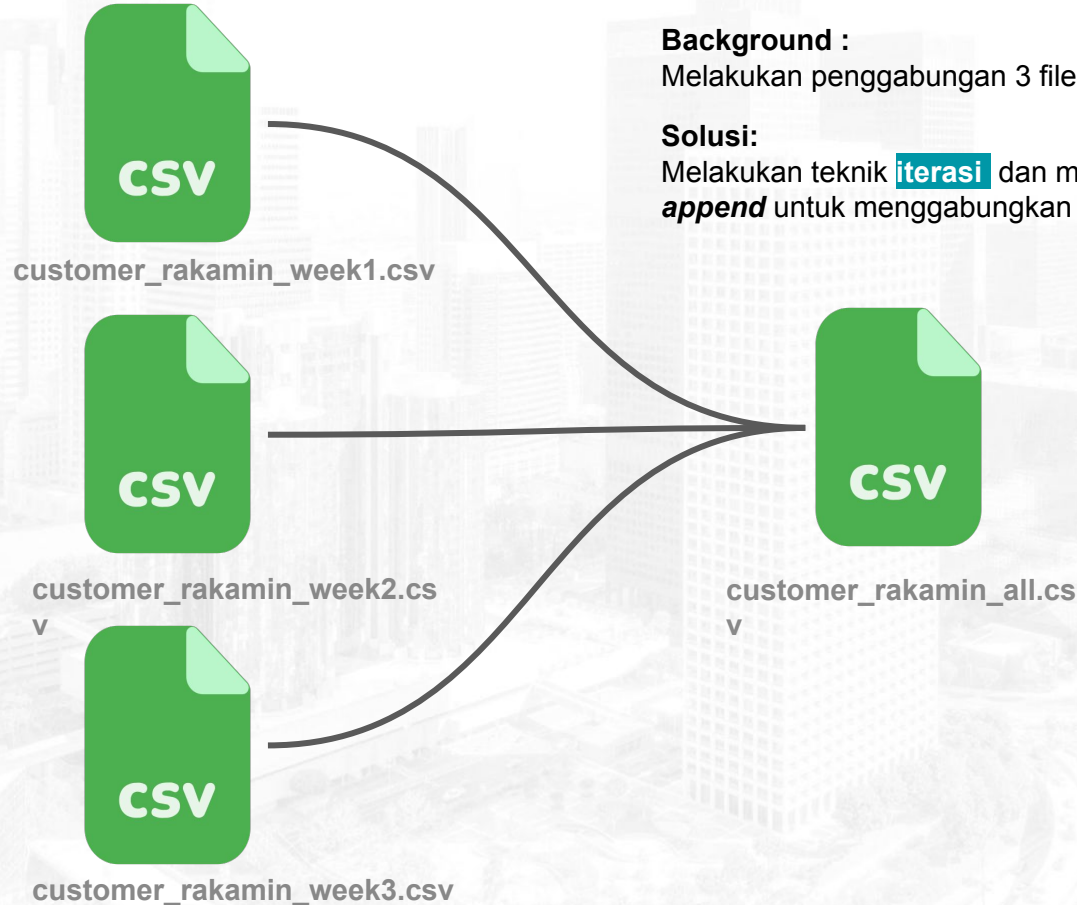 Background :
Melakukan penggabungan 3 file
Solusi:
Melakukan teknik iterasi dan m
append untuk menggabungkan
CSV
customer_rakamin_week1.csv
CSV
customer_rakamin_week2.cs
v
CSV
customer_rakamin_week3.csv
CSV
customer_rakamin_all.cs
v